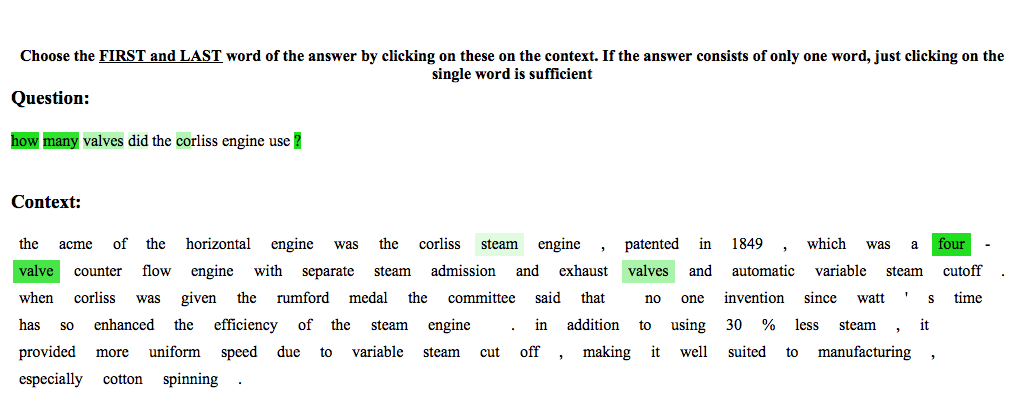 Choose the FIRST and LAST word of the answer by clicking on these on the context. If the answer consists of only one word, just clicking on the
single word is sufficient
Question:
how many valves did the corliss engine use ?
Context:
the acme of the horizontal engine was the corliss steam engine , patented in 1849 , which was a four -
valve counter flow engine with separate steam admission and exhaust valves and automatic variable steam cutoff .
when corliss was given the rumford medal the committee said that no one invention since watt ' s time
has so enhanced the efficiency of the steam engine . in addition to using 30 % less steam , it
provided more uniform speed due to variable steam cut off , making it well suited to manufacturing ,
especially cotton spinning .